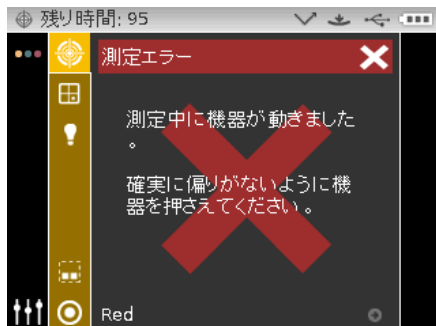 残り時間: 95
測定エラー
測定中に機器が動きました
。
確実に偏りがないように機
器を押さえてください。
Red